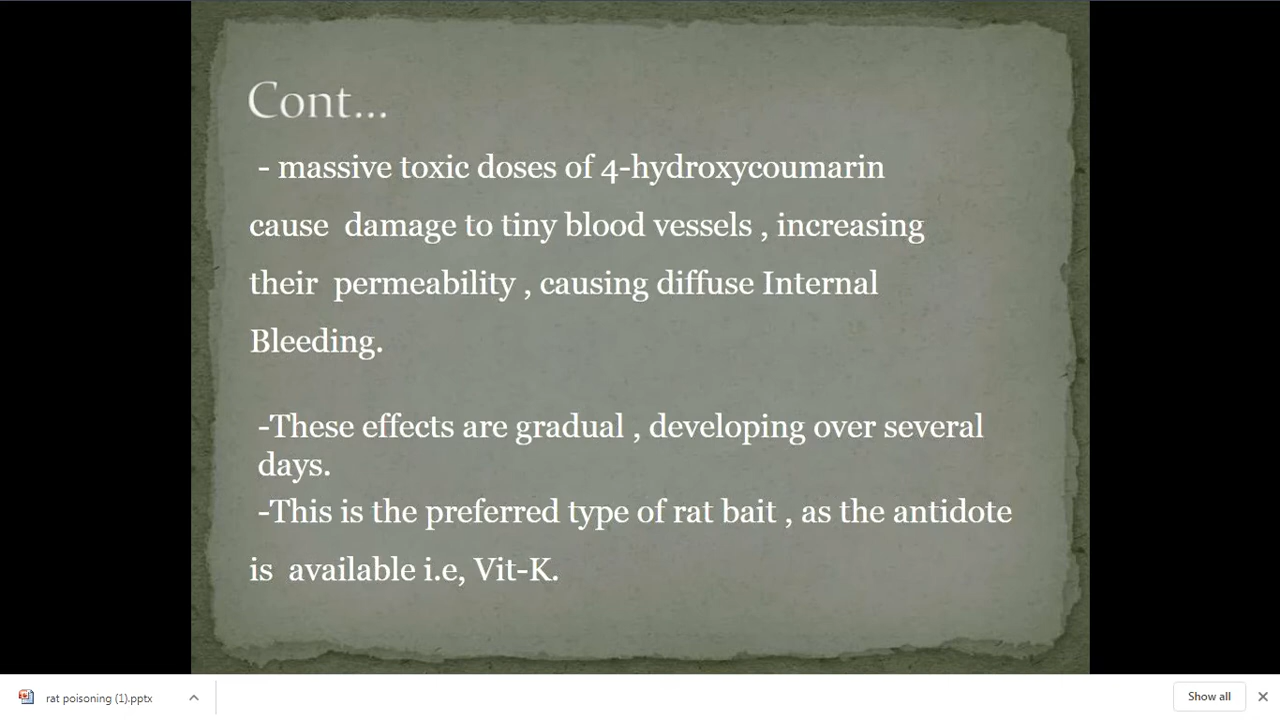 Cont...
- massive toxic doses of 4-hydroxycoumarin
cause damage to tiny blood vessels , increasing
their permeability , causing diffuse Internal
Bleeding.
-These effects are gradual , developing over several
days.
-This is the preferred type of rat bait , as the antidote
is available i.e, Vit-K.
rat poisoning (1).pptx
Show all